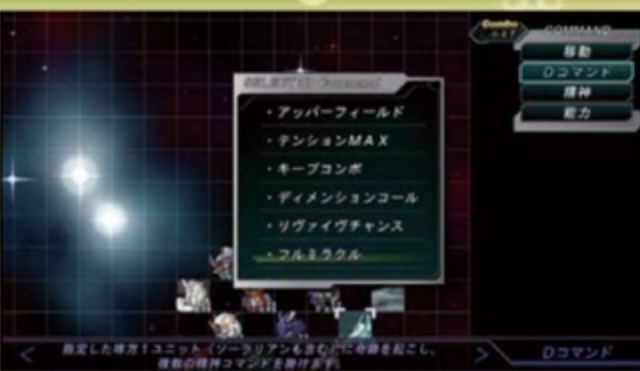 COMMAND
移動
Dコマンド
精神
能力
SELECT D-Command
・アッパーフィールド
・テンションMAX
・キープコンボ
・ディメンションコール
・リヴァイヴチャンス
・フルミラクル
指定した味方1ユニット(ソーラリアンも含む)に奇跡を起こし、
複数の精神コマンドを掛けます。
Dコマンド